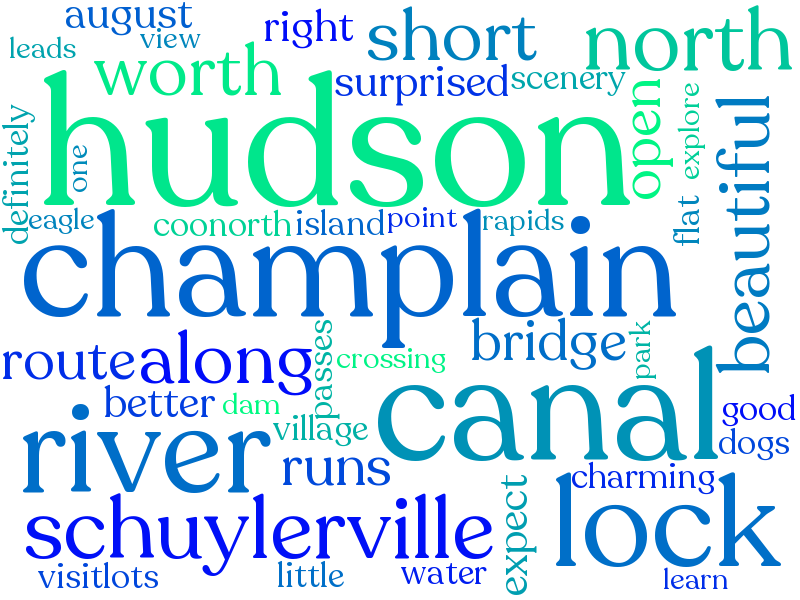 august
leads
view
right
short
north
worth
surprised
scenery
hudson
open
explore
definitely
one
beautiful
eagle
coonorth
island
point
rapids
flat
champlain
route
along
passes
crossing
bridge
park
better
dam
village
canal
good
dogs
river
runs
charming
schuylerville
expect
lock
visitlots
little
water
learn